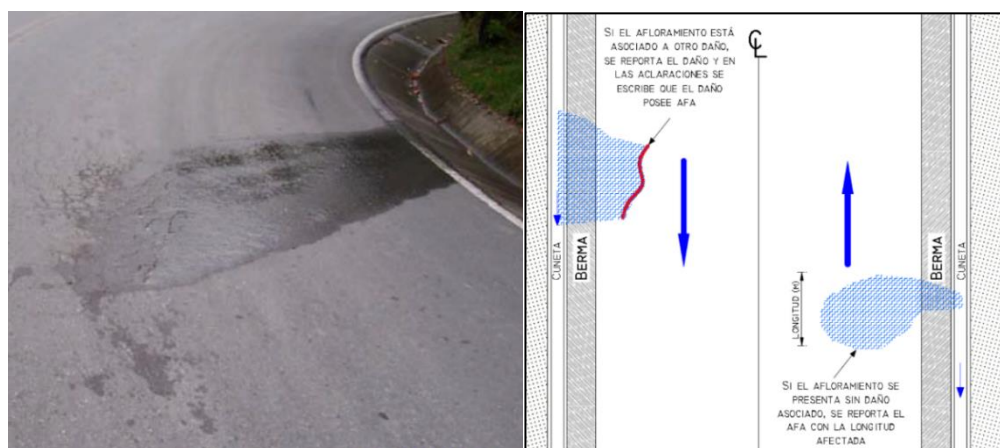 SI EL AFLORAMIENTO ESTÁ
ASOCIADO A OTRO DAÑO,
SE REPORTA EL DAÑO Y EN
LAS ACLARACIONES SE
ESCRIBE QUE EL DAÑO
POSEE AFA
CL
CUNETA
BERMA
LONGITUD (M)
BERMA
CUNETA
SI EL AFLORAMIENTO SE
PRESENTA SIN DAÑO
ASOCIADO, SE REPORTA EL
AFA CON LA LONGITUD
AFECTADA